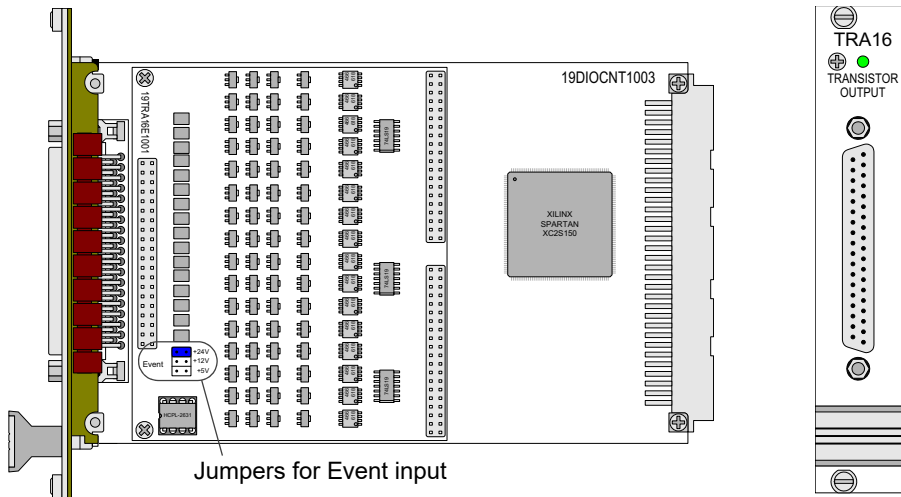 19DIOCNT1003
19TRA16E1001
74LS19
74LS19
74LS19
XILINX
SPARTAN
XC2S150
Event
+24V
+12V
+5V
HCPL-2631
Jumpers for Event input
TRA16
TRANSISTOR
OUTPUT